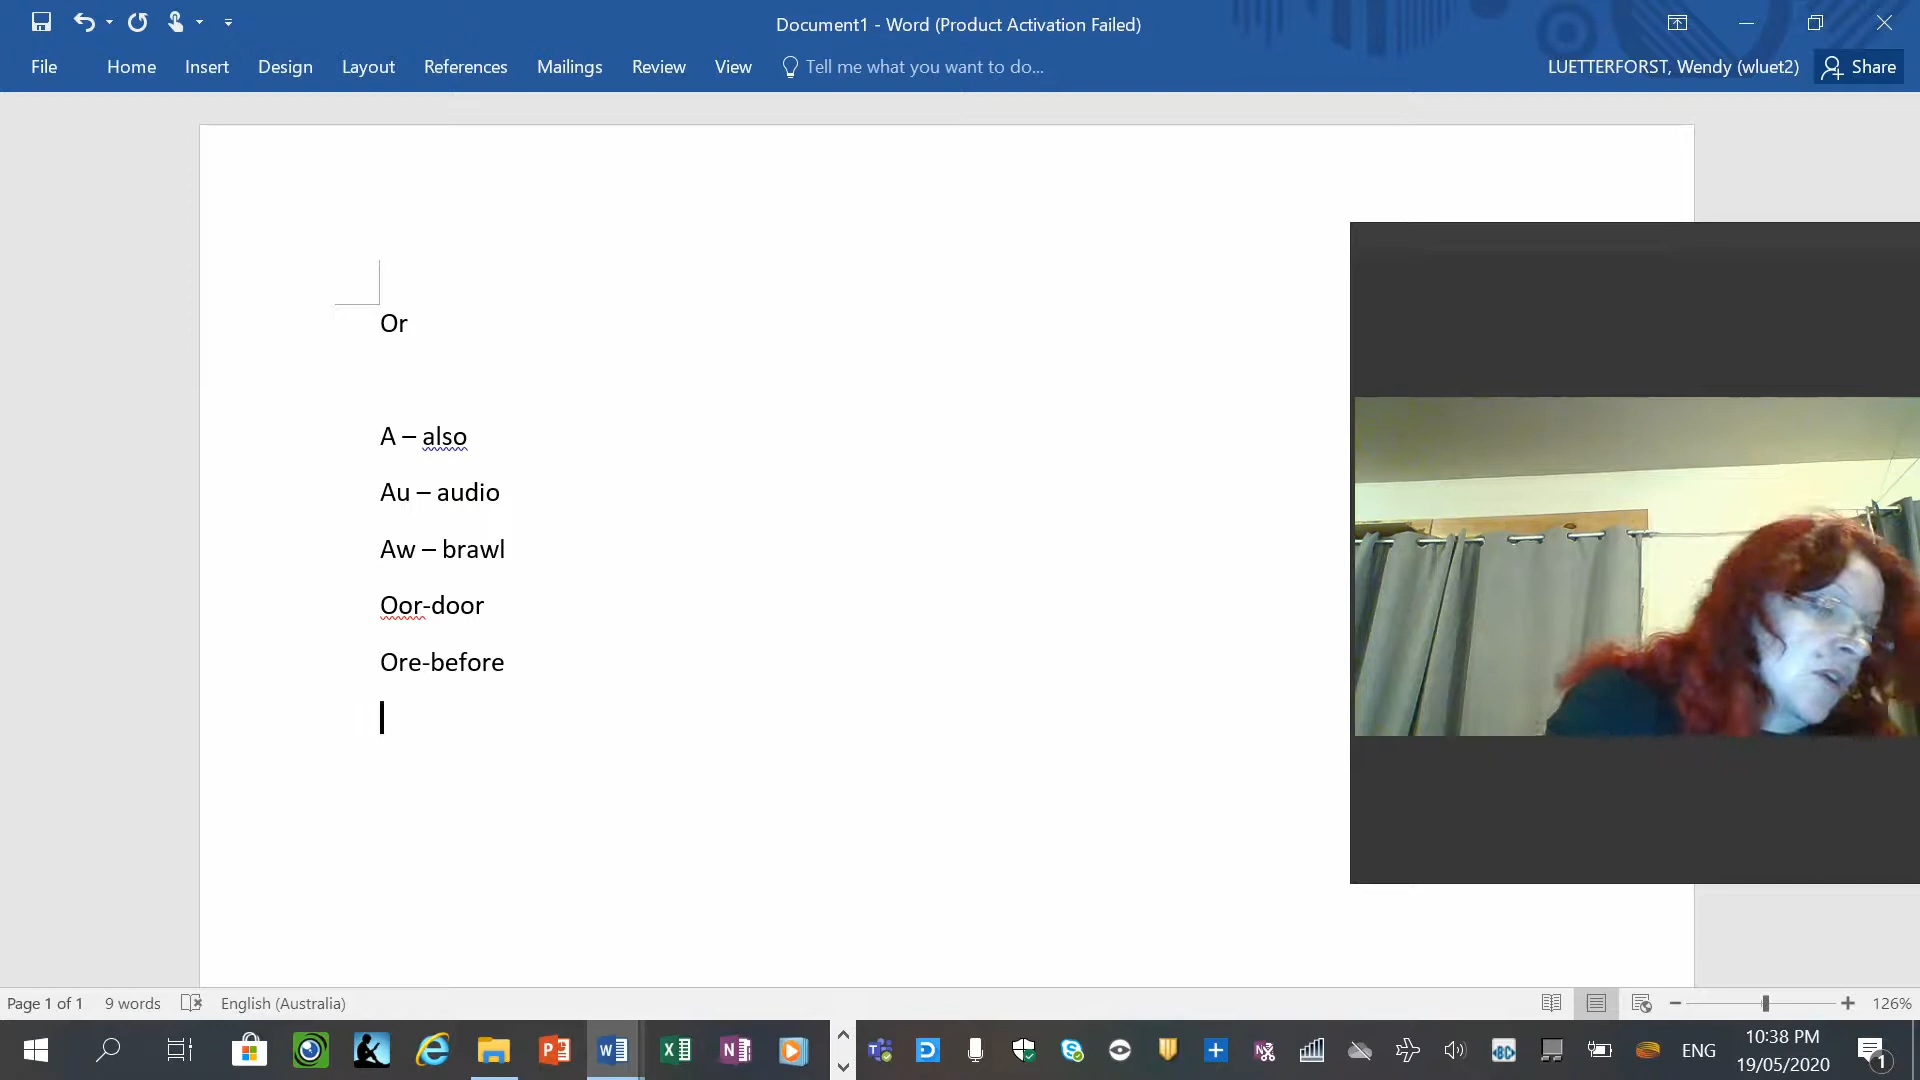 Document1 - Word (Product Activation Failed)
File Home Insert Design Layout References Mailings Review View Tell me what you want to do... LUETTERFORST, Wendy (wluet2) Share
Or
A – also
Au – audio
Aw – brawl
Oor-door
Ore-before
Page 1 of 1 9 words English (Australia) 126%
ENG 10:38 PM
19/05/2020 1